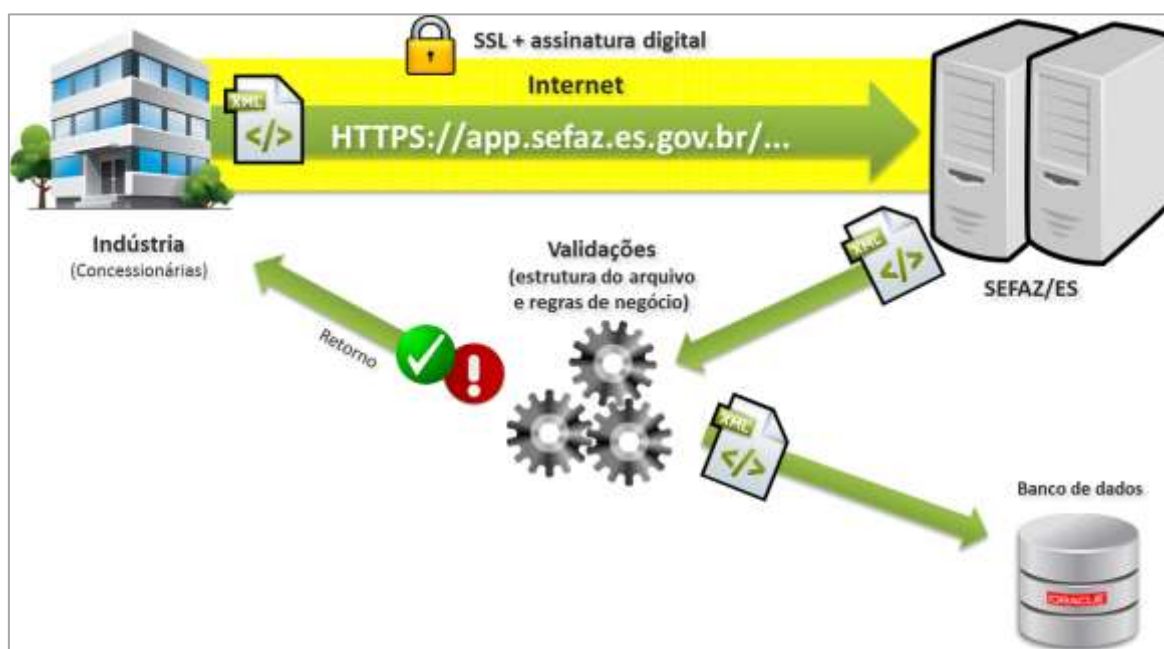 SSL + assinatura digital
Internet
XML
HTTPS://app.sefaz.es.gov.br/...
Indústria
(Concessionárias)
Validações
(estrutura do arquivo
e regras de negócio)
XML
SEFAZ/ES
Retorno
XML
Banco de dados
ORACLE